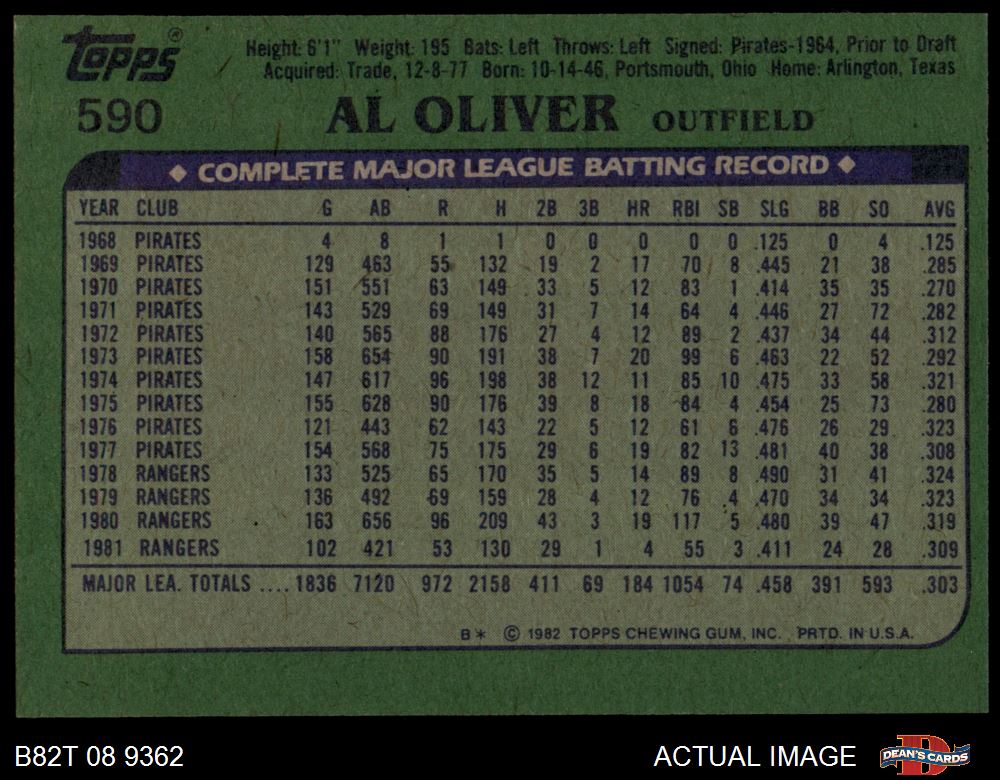 Topps®
Height: 6'1" Weight: 195 Bats: Left Throws: Left Signed: Pirates-1964, Prior to Draft
Acquired: Trade, 12-8-77 Born: 10-14-46, Portsmouth, Ohio Home: Arlington, Texas
590 AL OLIVER OUTFIELD
◆ COMPLETE MAJOR LEAGUE BATTING RECORD ◆
YEAR CLUB G AB R H 2B 3B HR RBI SB SLG BB SO AVG
1968 PIRATES 4 8 1 1 0 0 0 0 0 .125 0 4 .125
1969 PIRATES 129 463 55 132 19 2 17 70 8 .445 21 38 .285
1970 PIRATES 151 551 63 149 33 5 12 83 1 .414 35 35 .270
1971 PIRATES 143 529 69 149 31 7 14 64 4 .446 27 72 .282
1972 PIRATES 140 565 88 176 27 4 12 89 2 .437 34 44 .312
1973 PIRATES 158 654 90 191 38 7 20 99 6 .463 22 52 .292
1974 PIRATES 147 617 96 198 38 12 11 85 10 .475 33 58 .321
1975 PIRATES 155 628 90 176 39 8 18 84 4 .454 25 73 .280
1976 PIRATES 121 443 62 143 22 5 12 61 6 .476 26 29 .323
1977 PIRATES 154 568 75 175 29 6 19 82 13 .481 40 38 .308
1978 RANGERS 133 525 65 170 35 5 14 89 8 .490 31 41 .324
1979 RANGERS 136 492 69 159 28 4 12 76 4 .470 34 34 .323
1980 RANGERS 163 656 96 209 43 3 19 117 5 .480 39 47 .319
1981 RANGERS 102 421 53 130 29 1 4 55 3 .411 24 28 .309
MAJOR LEA. TOTALS .... 1836 7120 972 2158 411 69 184 1054 74 .458 391 593 .303
B* © 1982 TOPPS CHEWING GUM, INC. PRTD. IN U.S.A.
B82T 08 9362 ACTUAL IMAGE DEAN'S CARDS